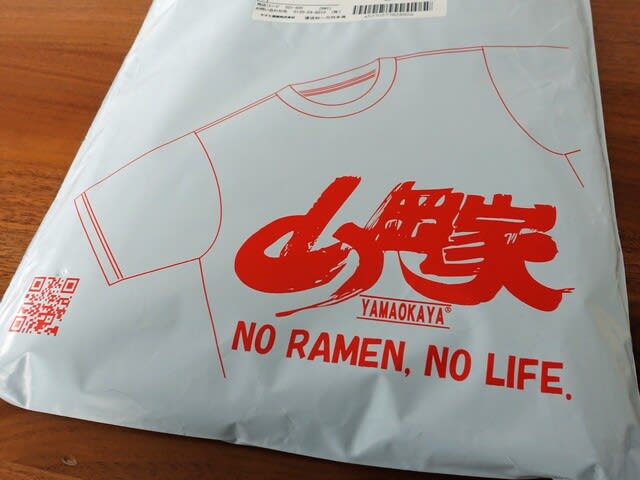 山岡家
YAMAOKAYA®
NO RAMEN, NO LIFE.